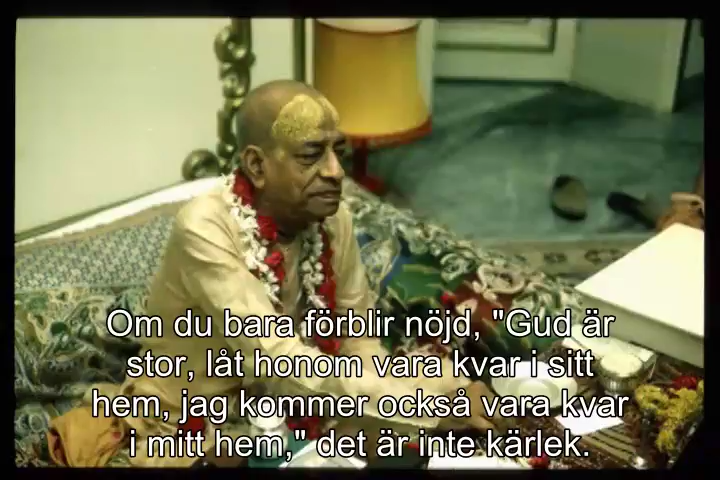 Om du bara förblir nöjd, "Gud är
stor, låt honom vara kvar i sitt
hem, jag kommer också vara kvar
i mitt hem," det är inte kärlek.